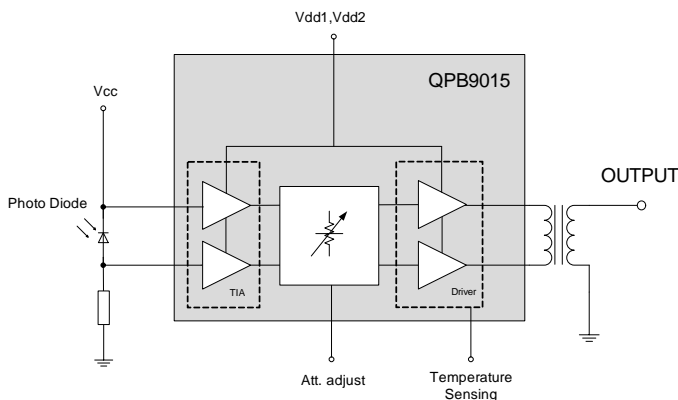 Vdd1,Vdd2
QPB9015
Vcc
OUTPUT
Photo Diode
TIA
Driver
Att. adjust
Temperature
Sensing